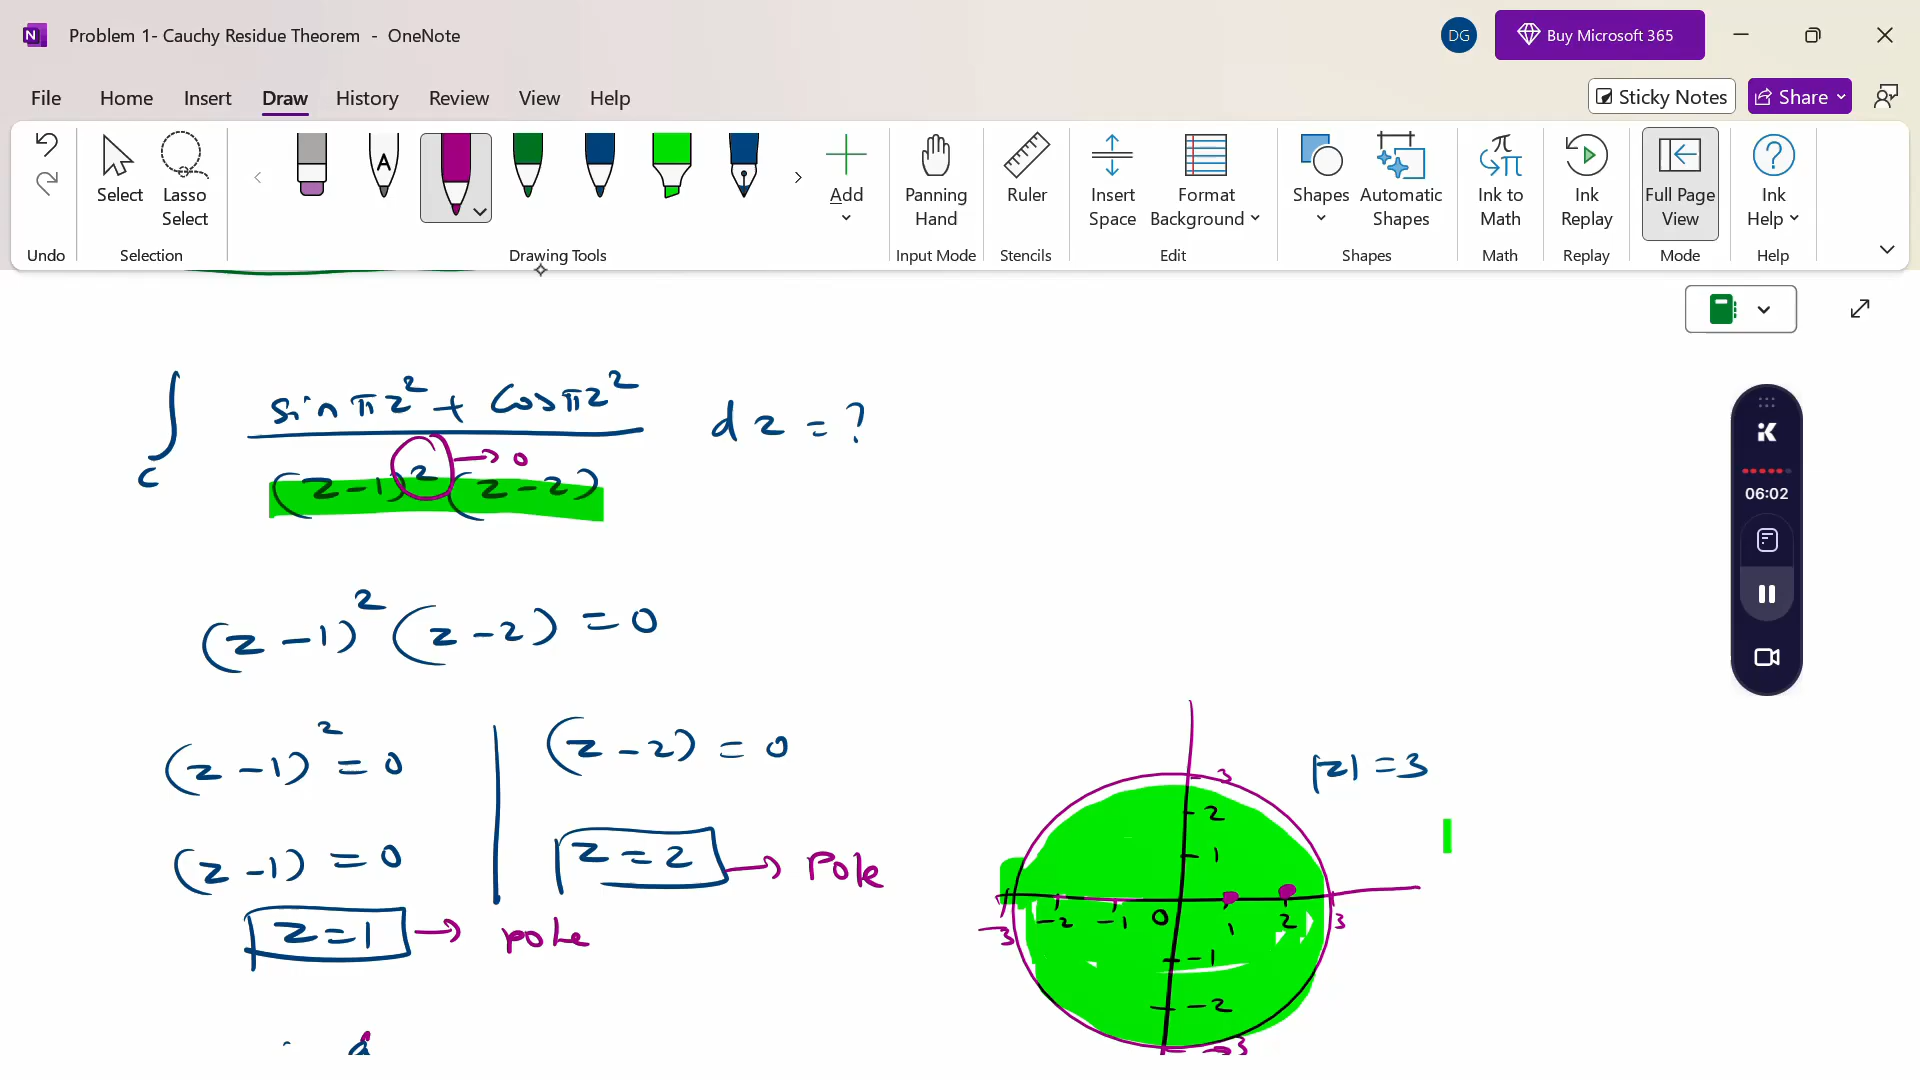 Problem 1- Cauchy Residue Theorem - OneNote
DG
Buy Microsoft 365
File Home Insert Draw History Review View Help
Sticky Notes
Share
A
Select
Lasso Select
Add
Panning Hand
Ruler
Insert Space
Format Background
Shapes
Automatic Shapes
Ink to Math
Ink Replay
Full Page View
Ink Help
Undo
Selection
Drawing Tools
Input Mode
Stencils
Edit
Shapes
Math
Replay
Mode
Help
∫c (sin πz² + Cos πz²) / ((z-1)² (z-2)) dz = ?
→ 0
06:02
(z-1)² (z-2) = 0
(z-1)² = 0
(z-2) = 0
(z-1) = 0
z = 2 → Pole
z = 1 → pole
|z| = 3
3
2
1
-3 -2 -1 0 1 2 3
-1
-2
-3